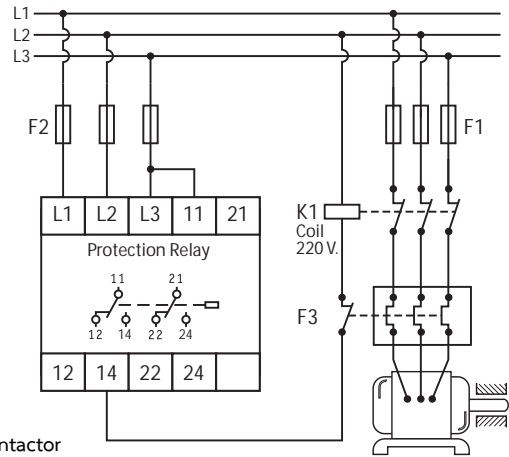 L1
L2
L3
F2
F1
L1 L2 L3 11 21
Protection Relay
11 21
12 14 22 24
12 14 22 24
K1
Coil
220 V.
F3
ntactor